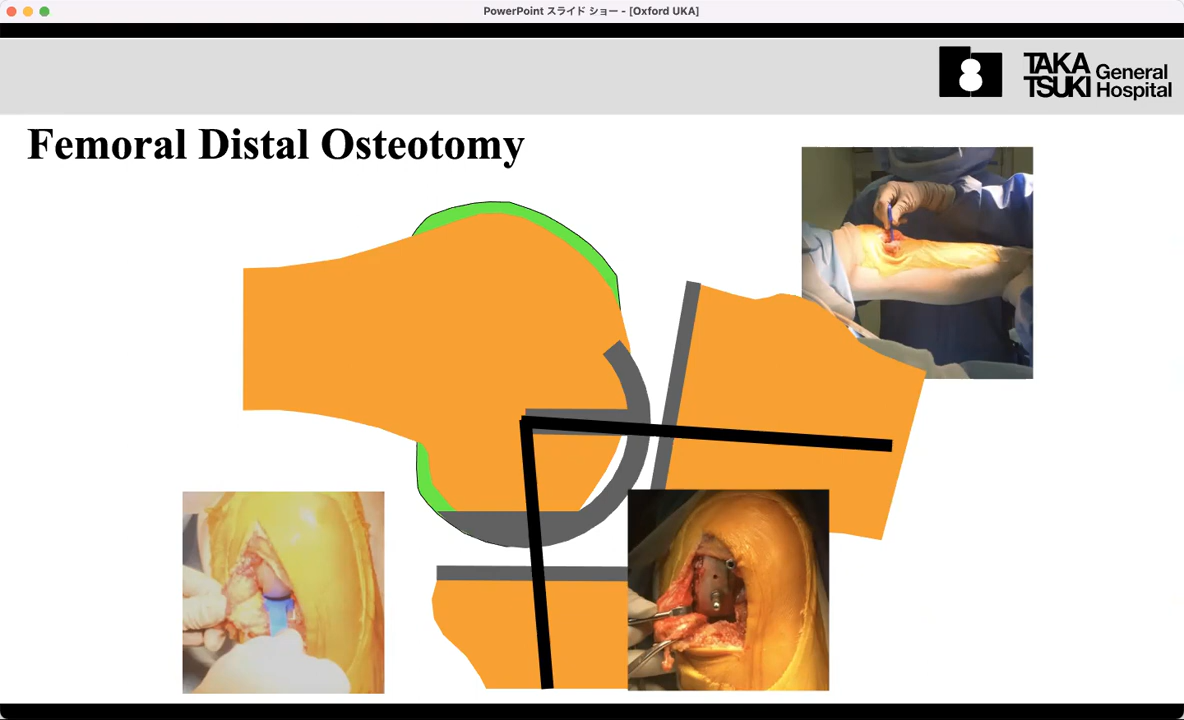 PowerPoint スライド ショー - [Oxford UKA]
TAKA
TSUKI
General
Hospital
Femoral Distal Osteotomy